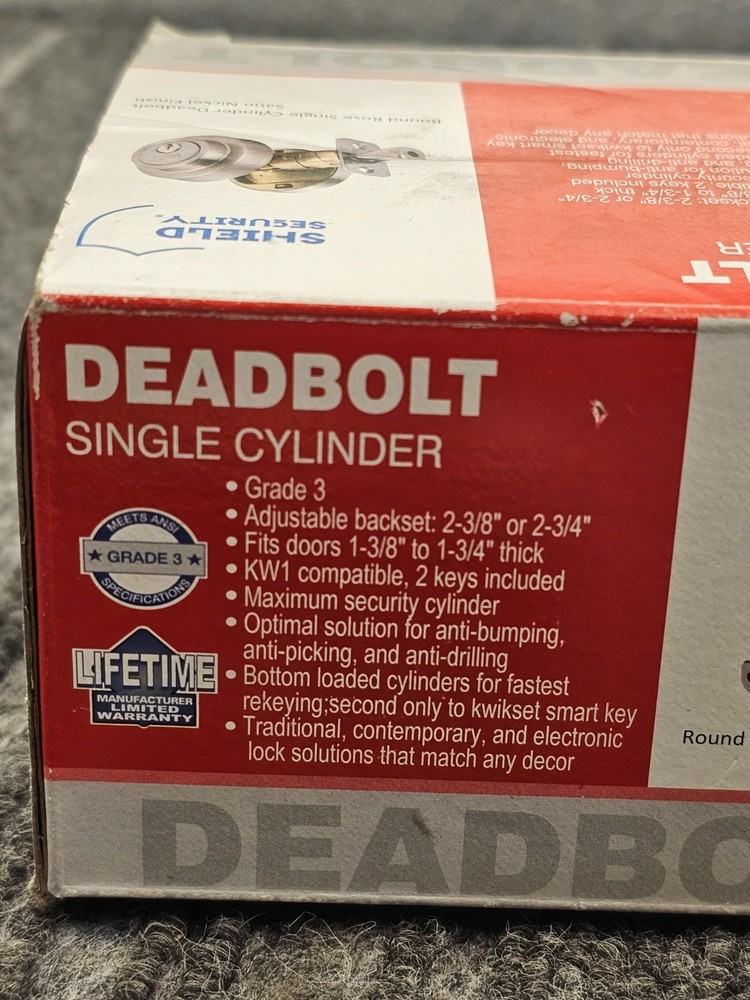 DEADBOLT
Round Rose Single Cylinder Deadbolt
Satin Nickel Finish
SHIELD
SECURITY
DEADBOLT
SINGLE CYLINDER
• Grade 3
• Adjustable backset: 2-3/8" or 2-3/4"
• Fits doors 1-3/8" to 1-3/4" thick
• KW1 compatible, 2 keys included
• Maximum security cylinder
• Optimal solution for anti-bumping,
anti-picking, and anti-drilling
• Bottom loaded cylinders for fastest
rekeying;second only to kwikset smart key
• Traditional, contemporary, and electronic
lock solutions that match any decor
MEETS ANSI
★ GRADE 3 ★
SPECIFICATIONS
LIFETIME
MANUFACTURER
LIMITED
WARRANTY
Round
DEADBO